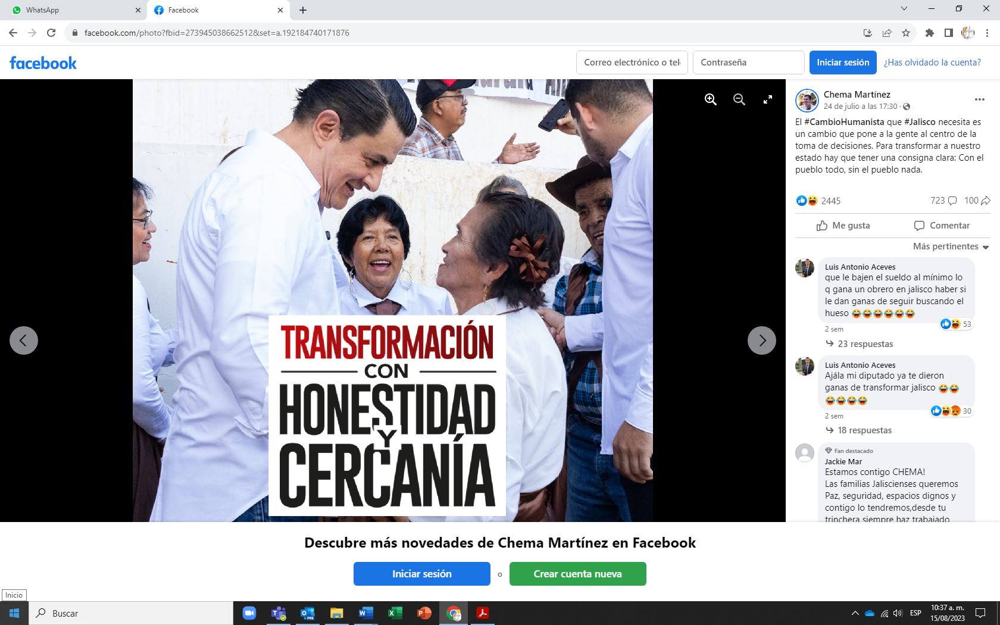 WhatsApp
Facebook
facebook.com/photo?fbid=273945038662512&set=a.192184740171876
facebook
Correo electrónico o telé
Contraseña
Iniciar sesión
¿Has olvidado la cuenta?
TRANSFORMACIÓN
CON
HONESTIDAD
Y
CERCANÍA
Chema Martínez
24 de julio a las 17:30 ·
El #CambioHumanista que #Jalisco necesita es
un cambio que pone a la gente al centro de la
toma de decisiones. Para transformar a nuestro
estado hay que tener una consigna clara: Con el
pueblo todo, sin el pueblo nada.
2445
723
100
Me gusta
Comentar
Más pertinentes
Luis Antonio Aceves
que le bajen el sueldo al mínimo lo
q gana un obrero en jalisco haber si
le dan ganas de seguir buscando el
hueso 😂😂😂😂😂😂
53
2 sem
23 respuestas
Luis Antonio Aceves
Ajála mi diputado ya te dieron
ganas de transformar jalisco 😂😂
😂😂😂😂
30
2 sem
18 respuestas
Fan destacado
Jackie Mar
Estamos contigo CHEMA!
Las familias Jaliscienses queremos
Paz, seguridad, espacios dignos y
contigo lo tendremos,desde tu
trinchera siempre haz trabajado
Descubre más novedades de Chema Martínez en Facebook
Iniciar sesión
o
Crear cuenta nueva
Inicio
Buscar
PRE
ESP
10:37 a. m.
15/08/2023